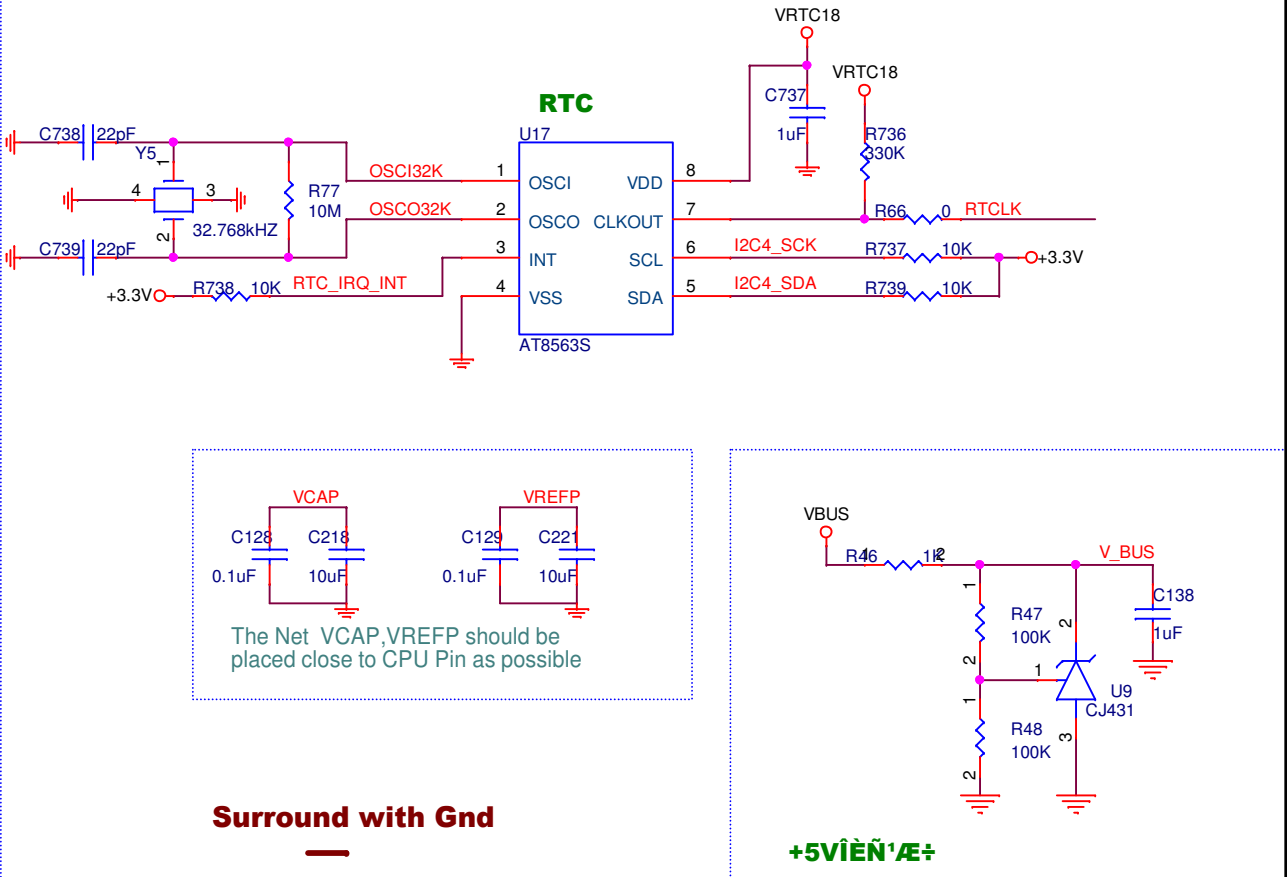 VRTC18
VRTC18
RTC
C737
1uF
R736
330K
U17
C738 22pF
Y5
1
4
3
2
32.768kHZ
R77
10M
C739 22pF
OSCI32K
OSCO32K
1 OSCI VDD 8
2 OSCO CLKOUT 7
3 INT SCL 6
4 VSS SDA 5
R66 0 RTCLK
I2C4_SCK R737 10K
+3.3V
I2C4_SDA R739 10K
+3.3V R738 10K RTC_IRQ_INT
AT8563S
VCAP VREFP
C128 C218 C129 C221
0.1uF 10uF 0.1uF 10uF
The Net VCAP,VREFP should be
placed close to CPU Pin as possible
VBUS
R46 1 1K 2
V_BUS
C138
1uF
1
R47
100K
2
2
1
U9
CJ431
1
R48
100K
2
3
Surround with Gnd
+5VÎÈÑ¹Æ÷